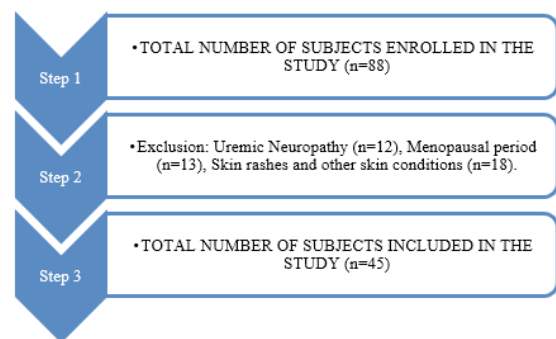 Step 1
•TOTAL NUMBER OF SUBJECTS ENROLLED IN THE
STUDY (n=88)
Step 2
•Exclusion: Uremic Neuropathy (n=12), Menopausal period
(n=13), Skin rashes and other skin conditions (n=18).
Step 3
•TOTAL NUMBER OF SUBJECTS INCLUDED IN THE
STUDY (n=45)